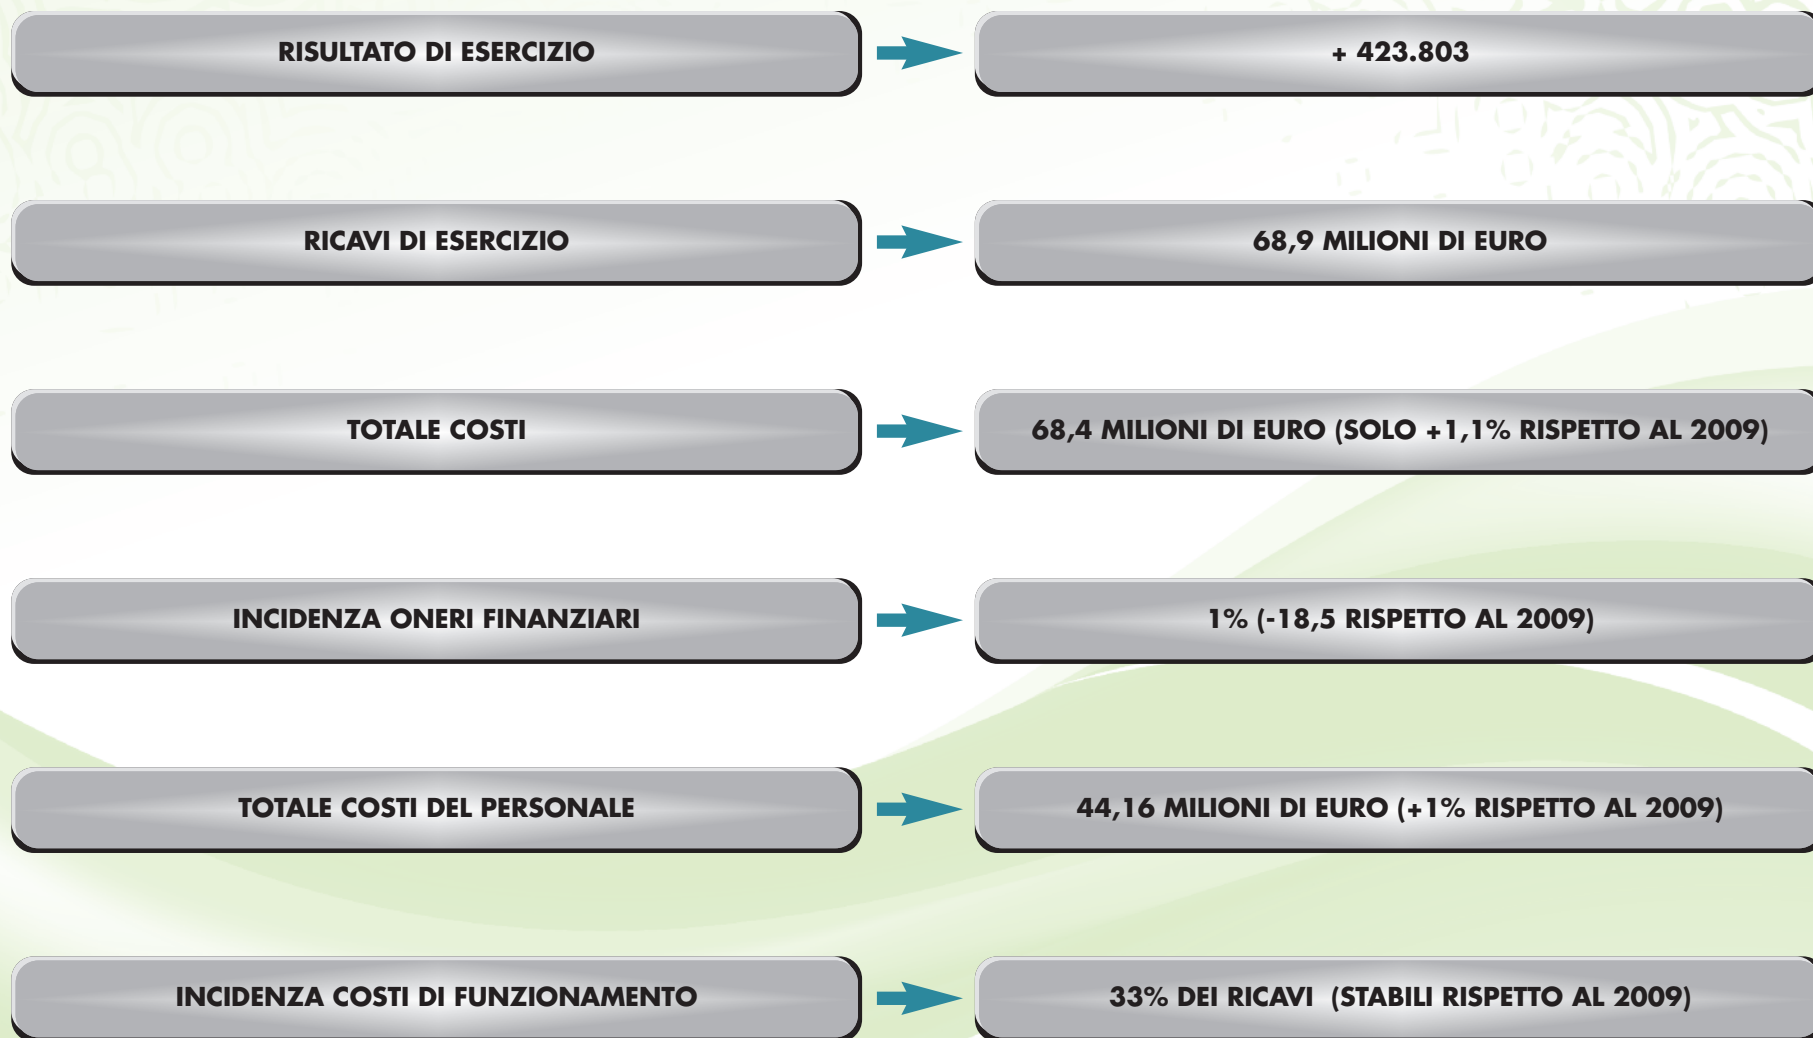 RISULTATO DI ESERCIZIO
+ 423.803
RICAVI DI ESERCIZIO
68,9 MILIONI DI EURO
TOTALE COSTI
68,4 MILIONI DI EURO (SOLO +1,1% RISPETTO AL 2009)
INCIDENZA ONERI FINANZIARI
1% (-18,5 RISPETTO AL 2009)
TOTALE COSTI DEL PERSONALE
44,16 MILIONI DI EURO (+1% RISPETTO AL 2009)
INCIDENZA COSTI DI FUNZIONAMENTO
33% DEI RICAVI (STABILI RISPETTO AL 2009)